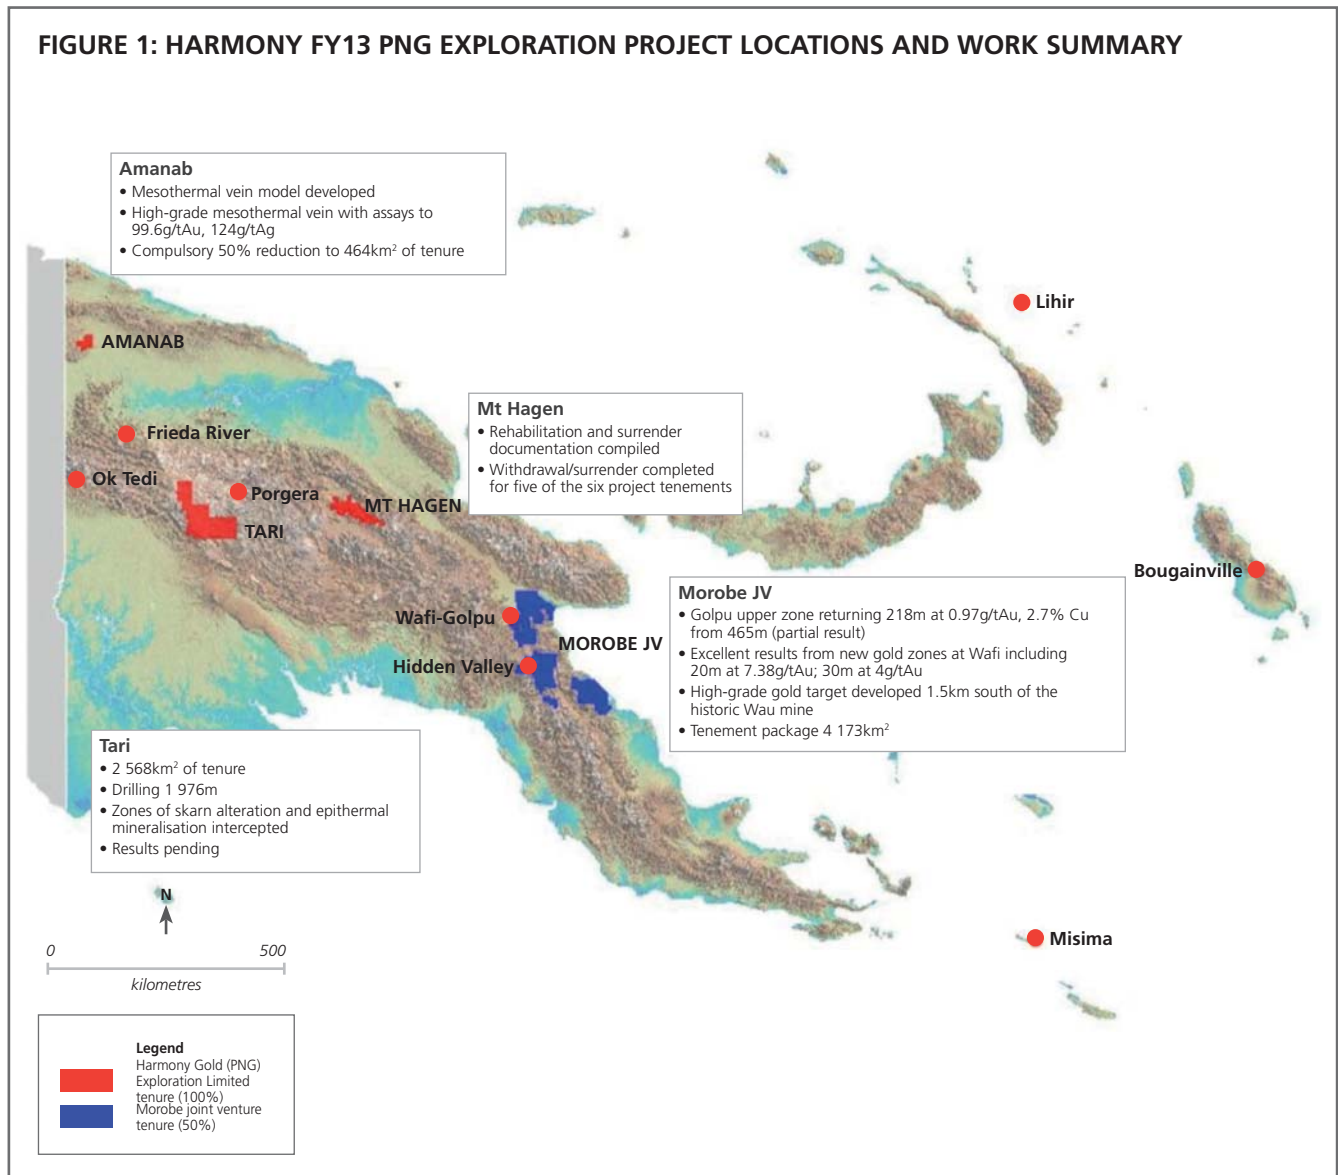 FIGURE 1: HARMONY FY13 PNG EXPLORATION PROJECT LOCATIONS AND WORK SUMMARY
Amanab
• Mesothermal vein model developed
• High-grade mesothermal vein with assays to
99.6g/tAu, 124g/tAg
• Compulsory 50% reduction to 464km² of tenure
Lihir
AMANAB
Mt Hagen
• Rehabilitation and surrender
documentation compiled
• Withdrawal/surrender completed
for five of the six project tenements
Frieda River
Ok Tedi
Porgera
MT HAGEN
TARI
Bougainville
Morobe JV
• Golpu upper zone returning 218m at 0.97g/tAu, 2.7% Cu
from 465m (partial result)
• Excellent results from new gold zones at Wafi including
20m at 7.38g/tAu; 30m at 4g/tAu
• High-grade gold target developed 1.5km south of the
historic Wau mine
• Tenement package 4 173km²
Wafi-Golpu
MOROBE JV
Hidden Valley
Tari
• 2 568km² of tenure
• Drilling 1 976m
• Zones of skarn alteration and epithermal
mineralisation intercepted
• Results pending
N
0 500
kilometres
Misima
Legend
Harmony Gold (PNG)
Exploration Limited
tenure (100%)
Morobe joint venture
tenure (50%)